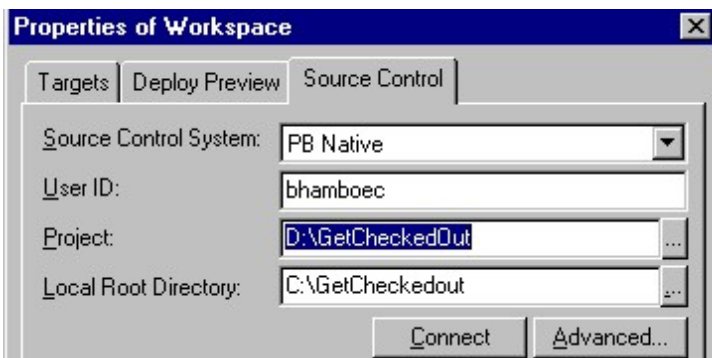 Properties of Workspace
Targets Deploy Preview Source Control
Source Control System: PB Native
User ID: bhamboec
Project: D:\GetCheckedOut ...
Local Root Directory: C:\GetCheckedout ...
Connect Advanced...